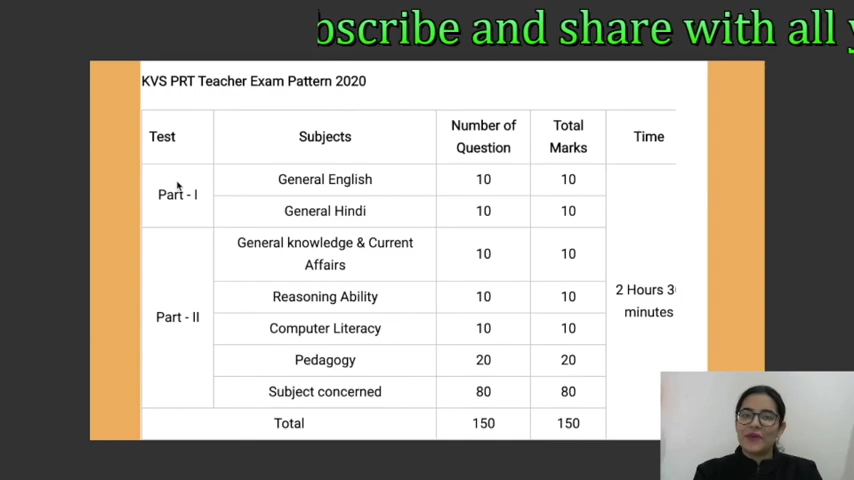 bscribe and share with all
KVS PRT Teacher Exam Pattern 2020
Test Subjects Number of Question Total Marks Time
Part - I General English 10 10
General Hindi 10 10
General knowledge & Current Affairs 10 10
Reasoning Ability 10 10
Computer Literacy 10 10
Part - II Pedagogy 20 20
Subject concerned 80 80
2 Hours 3
minutes
Total 150 150